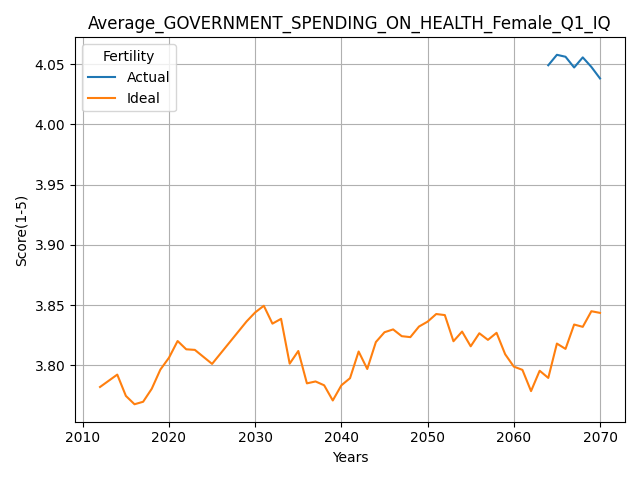 Average_GOVERNMENT_SPENDING_ON_HEALTH_Female_Q1_IQ
Fertility
Actual
Ideal
Score(1-5)
4.05
4.00
3.95
3.90
3.85
3.80
2010 2020 2030 2040 2050 2060 2070
Years